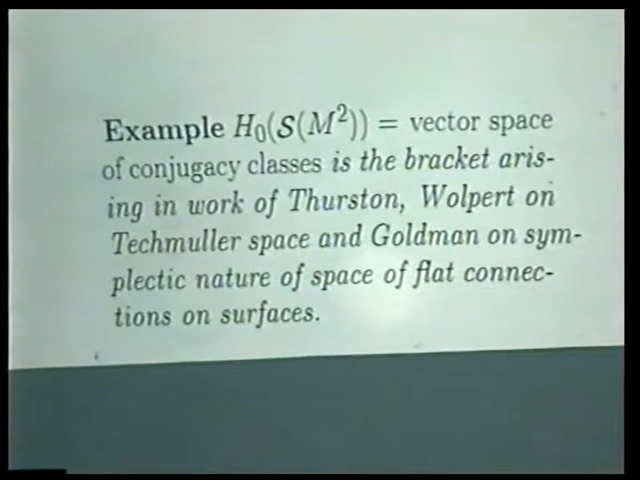 Example H₀(𝒮(M²)) = vector space
of conjugacy classes is the bracket aris-
ing in work of Thurston, Wolpert on
Techmuller space and Goldman on sym-
plectic nature of space of flat connec-
tions on surfaces.